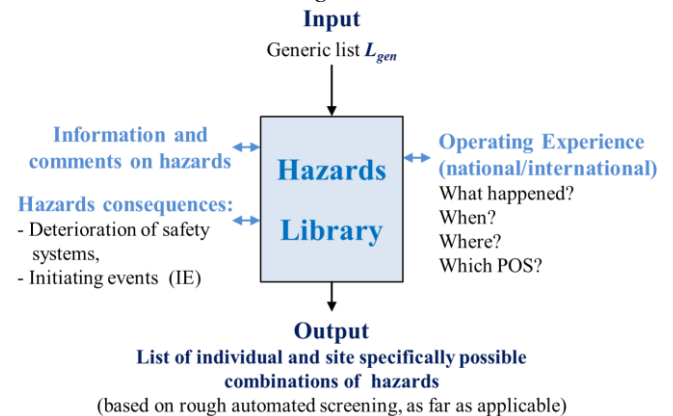 Input
Generic list L_gen
Information and
comments on hazards
Hazards consequences:
- Deterioration of safety
systems,
- Initiating events (IE)
Hazards
Library
Operating Experience
(national/international)
What happened?
When?
Where?
Which POS?
Output
List of individual and site specifically possible
combinations of hazards
(based on rough automated screening, as far as applicable)